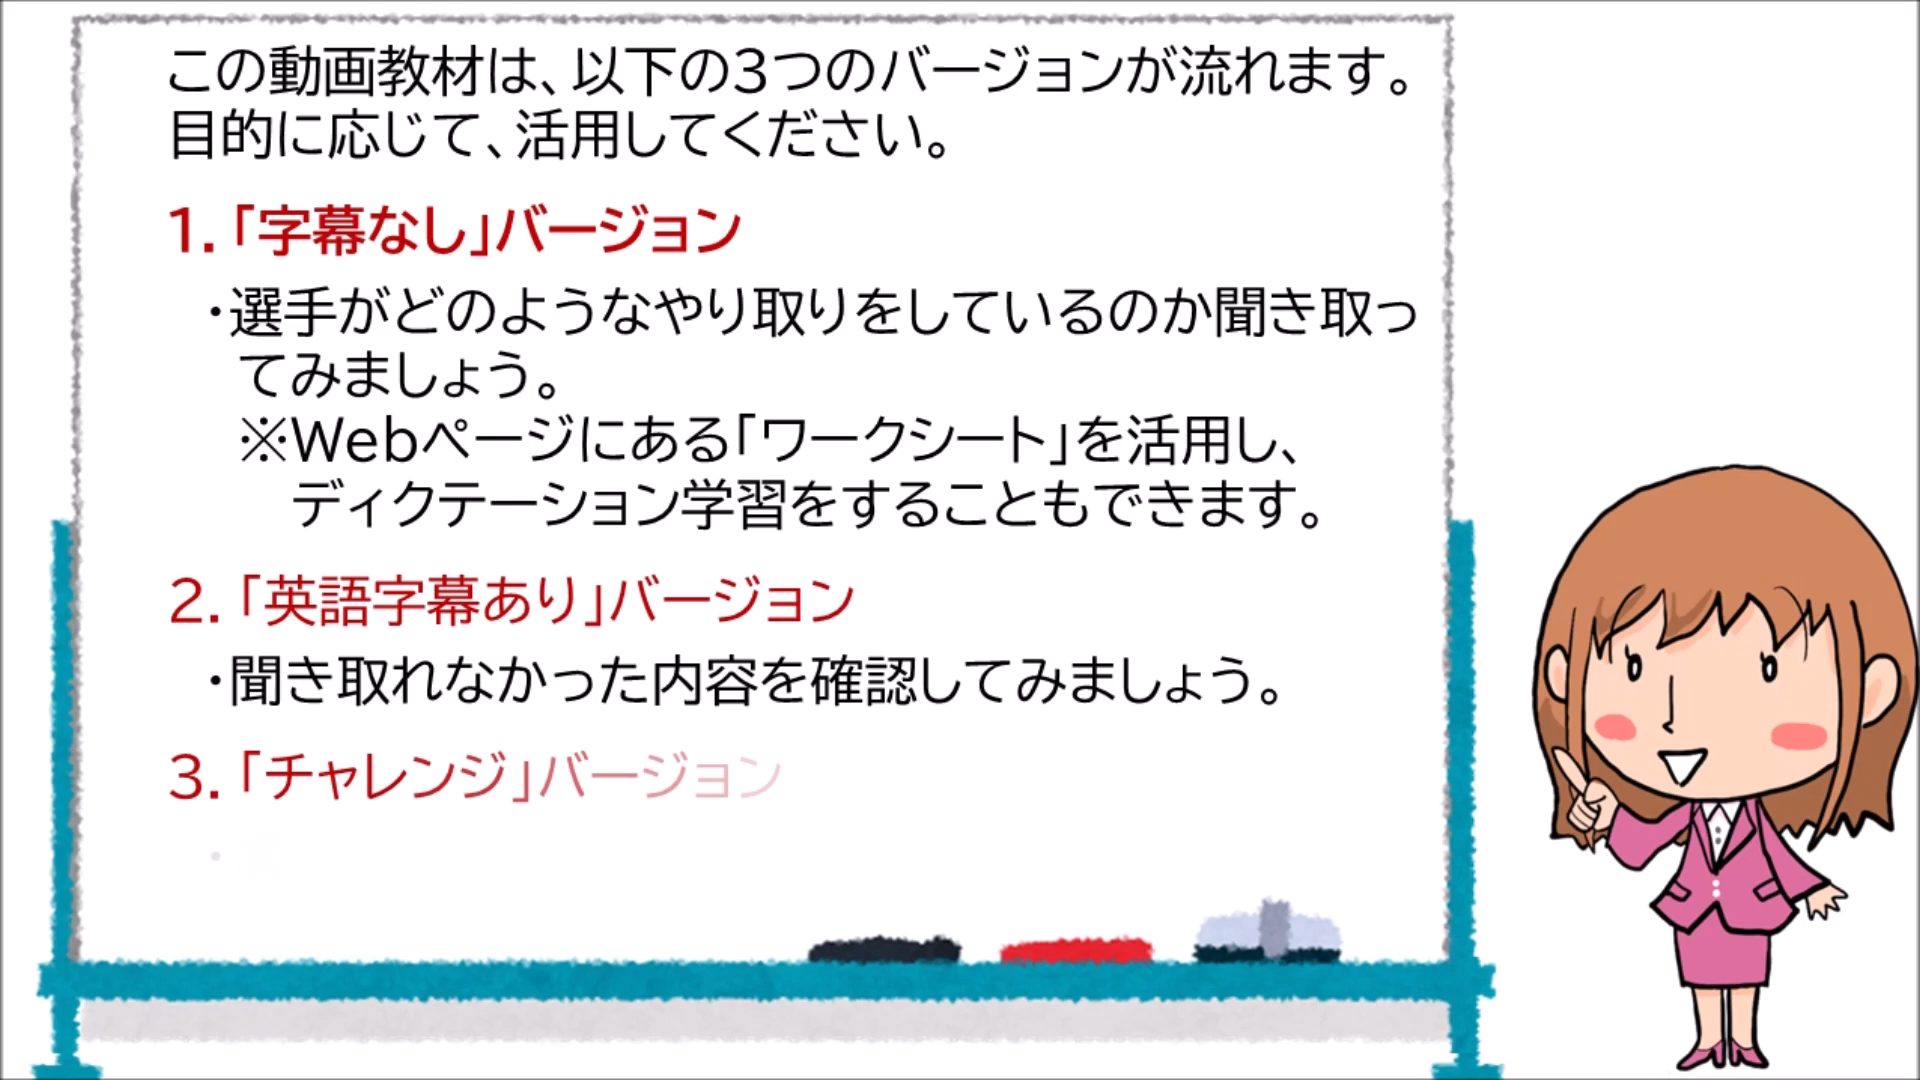 この動画教材は、以下の3つのバージョンが流れます。
目的に応じて、活用してください。
1.「字幕なし」バージョン
・選手がどのようなやり取りをしているのか聞き取っ
てみましょう。
※Webページにある「ワークシート」を活用し、
ディクテーション学習をすることもできます。
2.「英語字幕あり」バージョン
・聞き取れなかった内容を確認してみましょう。
3.「チャレンジ」バージョン
・